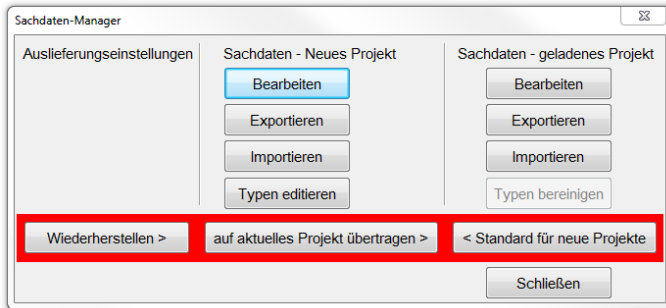 Sachdaten-Manager
Auslieferungseinstellungen
Sachdaten - Neues Projekt
Sachdaten - geladenes Projekt
Bearbeiten
Bearbeiten
Exportieren
Exportieren
Importieren
Importieren
Typen editieren
Typen bereinigen
Wiederherstellen >
auf aktuelles Projekt übertragen >
< Standard für neue Projekte
Schließen